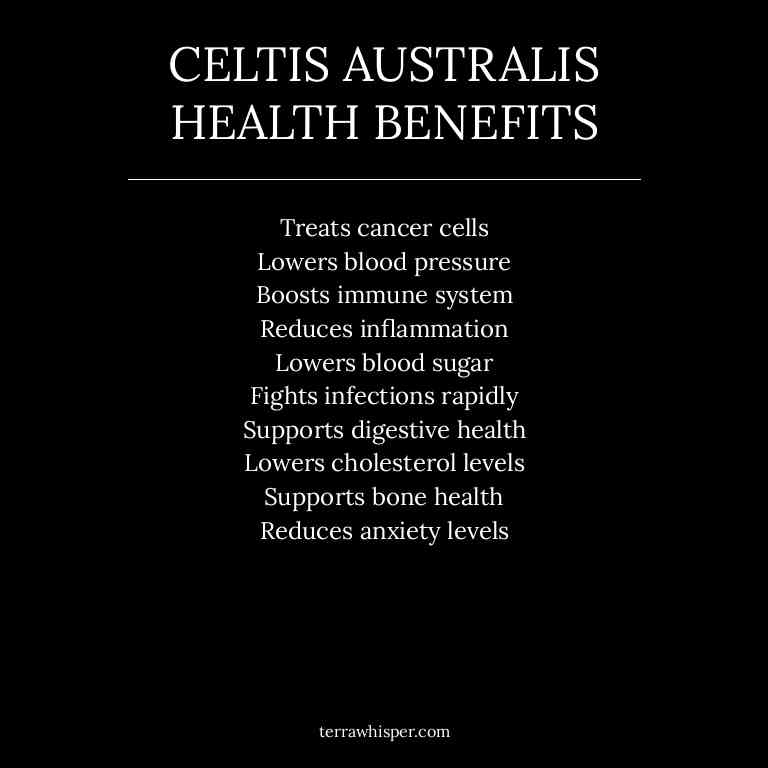 CELTIS AUSTRALIS
HEALTH BENEFITS
Treats cancer cells
Lowers blood pressure
Boosts immune system
Reduces inflammation
Lowers blood sugar
Fights infections rapidly
Supports digestive health
Lowers cholesterol levels
Supports bone health
Reduces anxiety levels
terrawhisper.com